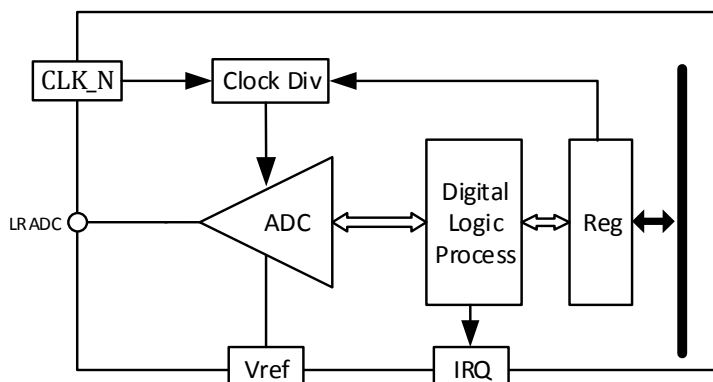 CLK_N
Clock Div
LRADC
ADC
Digital
Logic
Process
Reg
Vref
IRQ